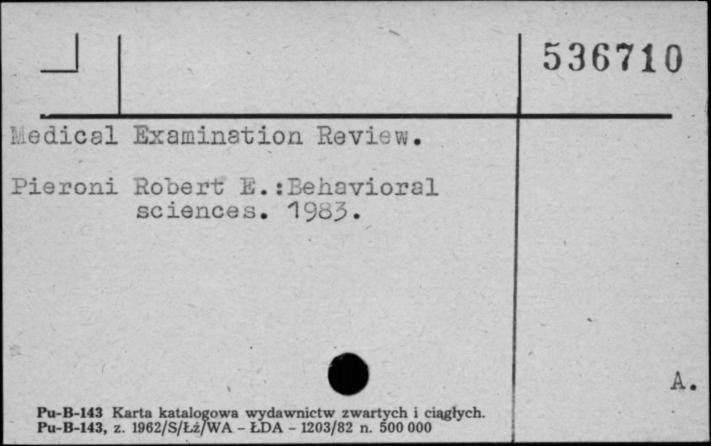 536710
Medical Examination Review.
Pieroni Robert E.:Behavioral
sciences. 1983.
A.
Pu-B-143 Karta katalogowa wydawnictw zwartych i ciągłych.
Pu-B-143, z. 1962/S/Łż/WA - ŁDA - 1203/82 n. 500 000